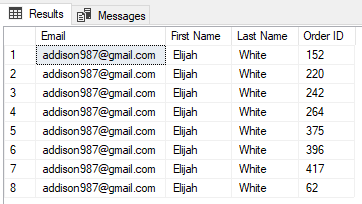 Results Messages
Email First Name Last Name Order ID
1 addison987@gmail.com Elijah White 152
2 addison987@gmail.com Elijah White 220
3 addison987@gmail.com Elijah White 242
4 addison987@gmail.com Elijah White 264
5 addison987@gmail.com Elijah White 375
6 addison987@gmail.com Elijah White 396
7 addison987@gmail.com Elijah White 417
8 addison987@gmail.com Elijah White 62